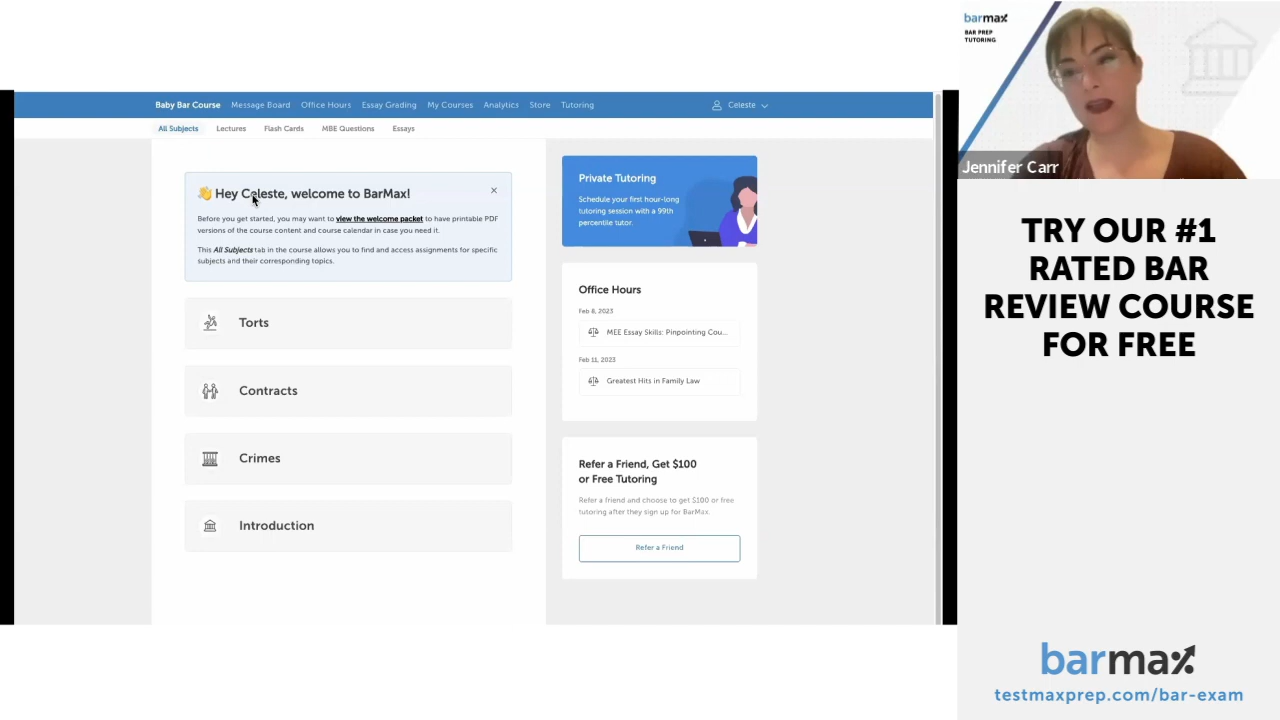 Baby Bar Course Message Board Office Hours Essay Grading My Courses Analytics Store Tutoring Celeste
All Subjects Lectures Flash Cards MBE Questions Essays
Hey Celeste, welcome to BarMax!
Before you get started, you may want to view the welcome packet to have printable PDF
versions of the course content and course calendar in case you need it.
This All Subjects tab in the course allows you to find and access assignments for specific
subjects and their corresponding topics.
Torts
Contracts
Crimes
Introduction
Private Tutoring
Schedule your first hour-long
tutoring session with a 99th
percentile tutor.
Office Hours
Feb 8, 2023
MEE Essay Skills: Pinpointing Cou...
Feb 11, 2023
Greatest Hits in Family Law
Refer a Friend, Get $100
or Free Tutoring
Refer a friend and choose to get $100 or free
tutoring after they sign up for BarMax.
Refer a Friend
barmax
BAR PREP
TUTORING
Jennifer Carr
TRY OUR #1
RATED BAR
REVIEW COURSE
FOR FREE
barmax
testmaxprep.com/bar-exam